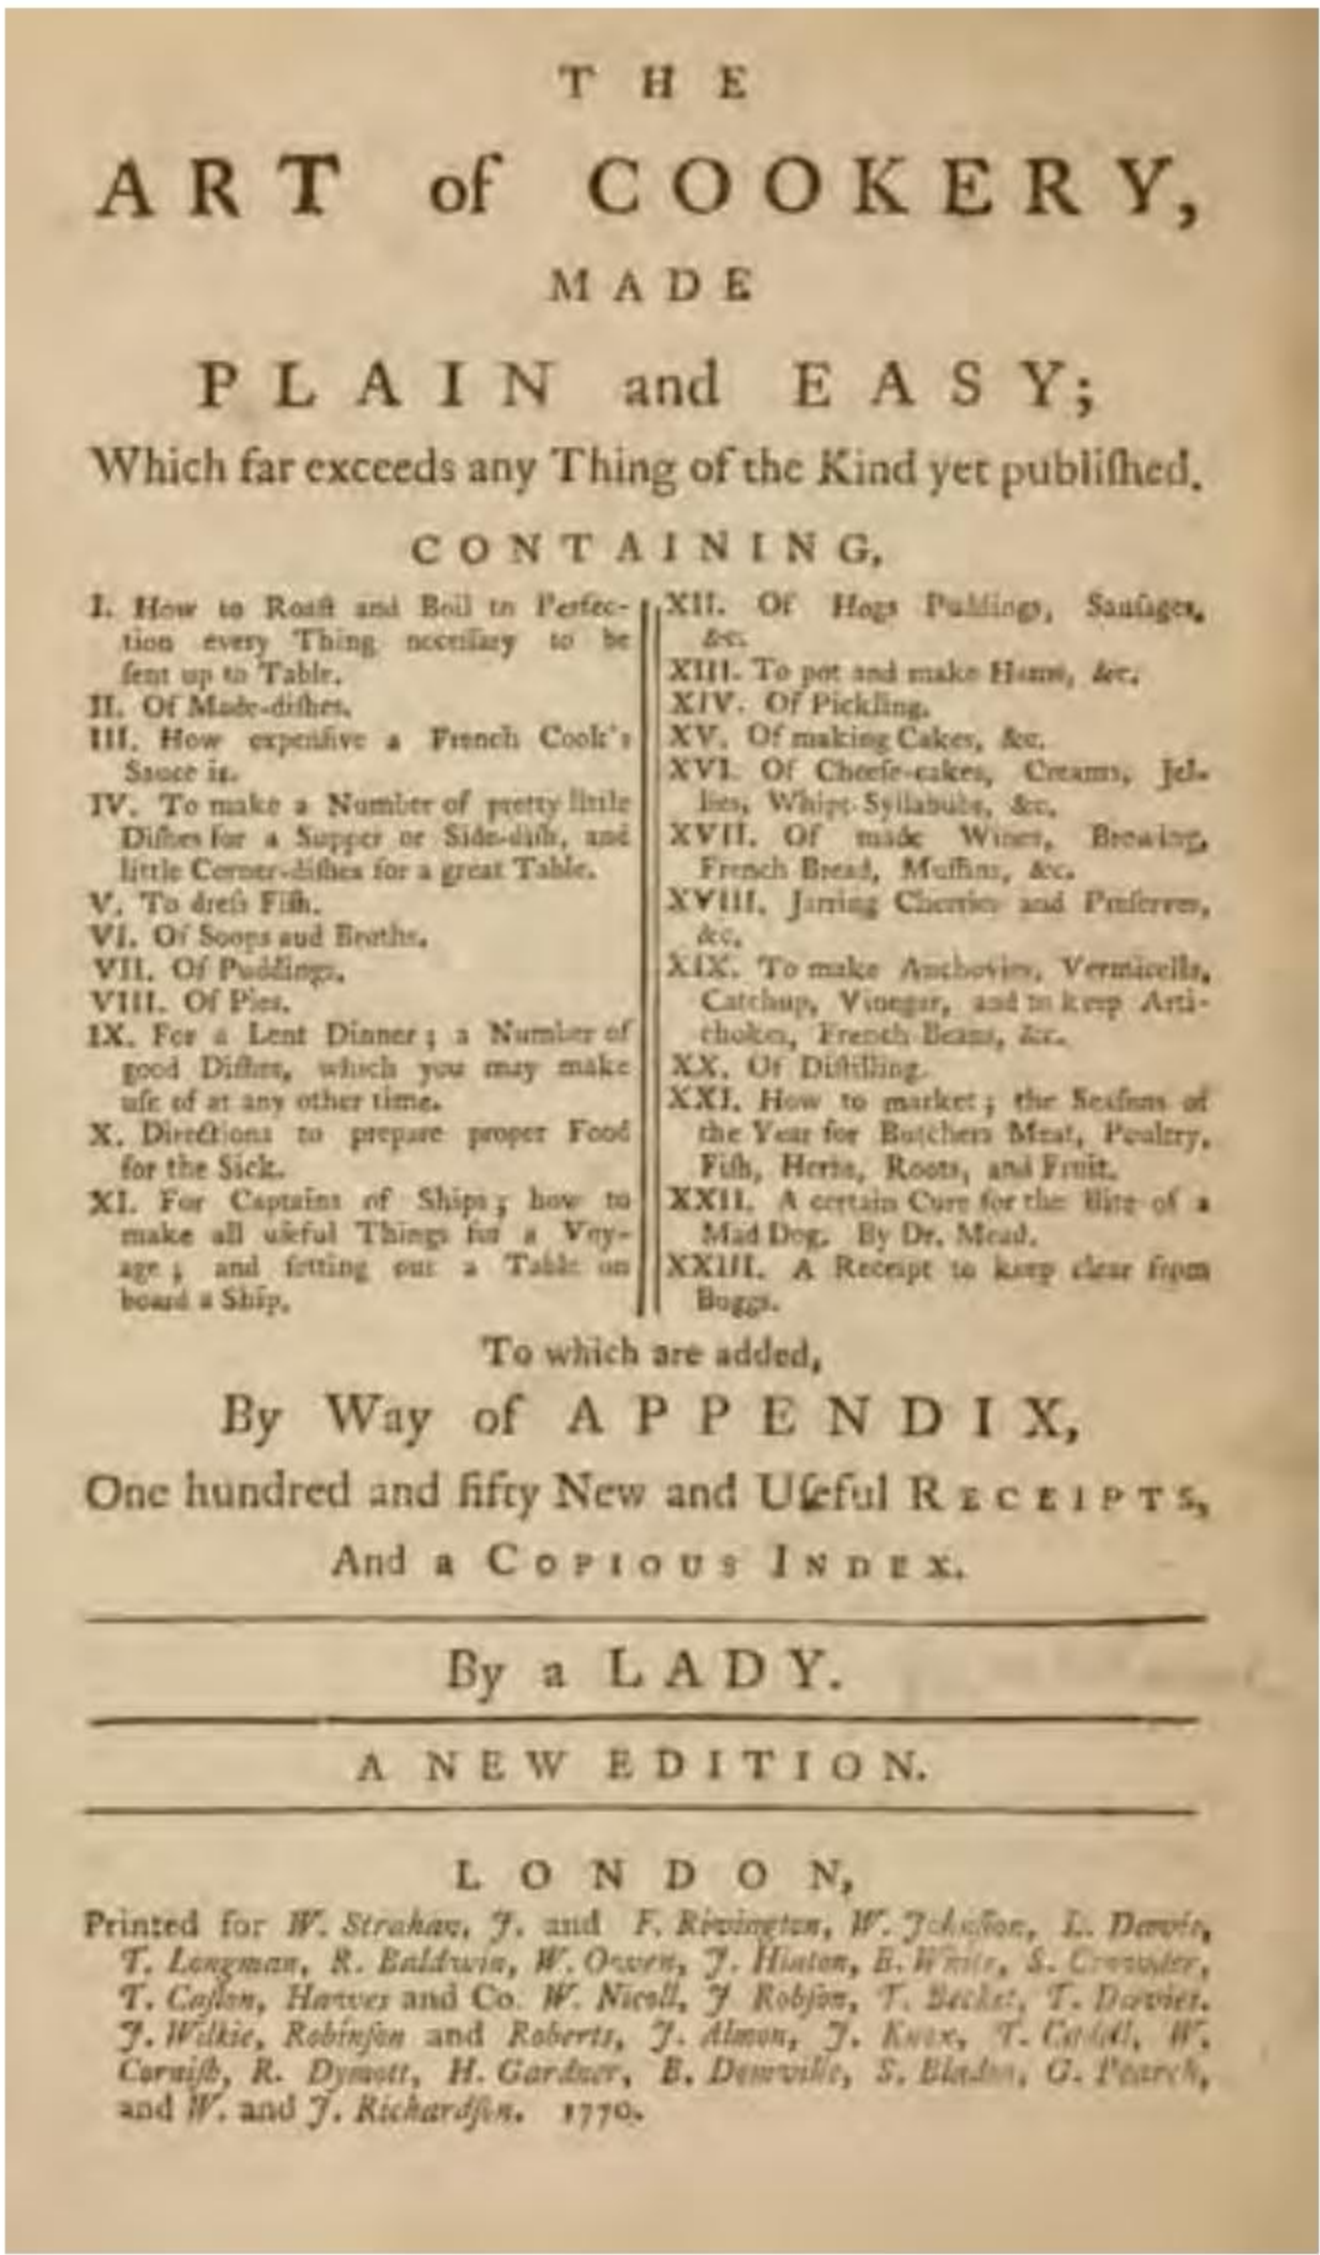 THE
ART of COOKERY,
MADE
PLAIN and EASY;
Which far exceeds any Thing of the Kind yet publiſhed.
CONTAINING,
I. How to Roaſt and Boil to Perfec-
tion every Thing neceſſary to be
ſent up to Table.
II. Of Made-diſhes.
III. How expenſive a French Cook's
Sauce is.
IV. To make a Number of pretty little
Diſhes for a Supper or Side-diſh, and
little Corner-diſhes for a great Table.
V. To dreſs Fiſh.
VI. Of Soops and Broths.
VII. Of Puddings.
VIII. Of Pies.
IX. For a Lent Dinner; a Number of
good Diſhes, which you may make
uſe of at any other time.
X. Directions to prepare proper Food
for the Sick.
XI. For Captains of Ships; how to
make all uſeful Things for a Voy-
age; and ſetting out a Table on
board a Ship.
XII. Of Hogs Puddings, Sauſages,
&c.
XIII. To pot and make Hams, &c.
XIV. Of Pickling.
XV. Of making Cakes, &c.
XVI. Of Cheeſe-cakes, Creams, Jel-
lies, Whipt Syllabubs, &c.
XVII. Of made Wines, Brewing,
French Bread, Muffins, &c.
XVIII. Jarring Cherries and Preſerves,
&c.
XIX. To make Anchovies, Vermicella,
Catchup, Vinegar, and to keep Arti-
chokes, French Beans, &c.
XX. Of Diſtilling.
XXI. How to market; the Seaſons of
the Year for Butchers Meat, Poultry,
Fiſh, Herbs, Roots, and Fruit.
XXII. A certain Cure for the Bite of a
Mad Dog. By Dr. Mead.
XXIII. A Receipt to keep clear from
Buggs.
To which are added,
By Way of APPENDIX,
One hundred and fifty New and Uſeful RECEIPTS,
And a COPIOUS INDEX.
By a LADY.
A NEW EDITION.
LONDON,
Printed for W. Strahan, J. and F. Rivington, W. Johnſton, L. Davis,
T. Longman, R. Baldwin, W. Owen, J. Hinton, B. White, S. Crowder,
T. Caſlon, Hawes and Co. W. Nicoll, J. Robſon, T. Becket, T. Davies,
J. Wilkie, Robinſon and Roberts, J. Almon, J. Knox, T. Cadell, W.
Corniſh, R. Dymott, H. Gardner, B. Domville, S. Bladon, G. Pearch,
and W. and J. Richardſon. 1770.